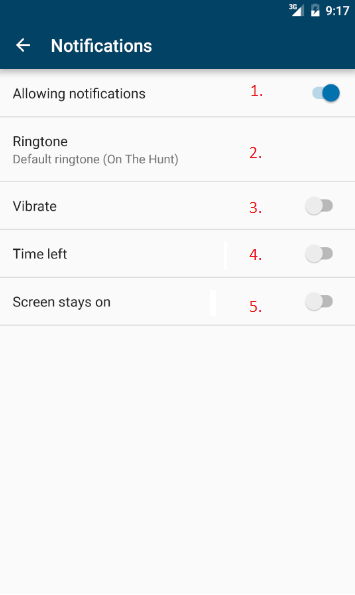 3G 9:17
Notifications
Allowing notifications 1.
Ringtone
Default ringtone (On The Hunt) 2.
Vibrate 3.
Time left 4.
Screen stays on 5.